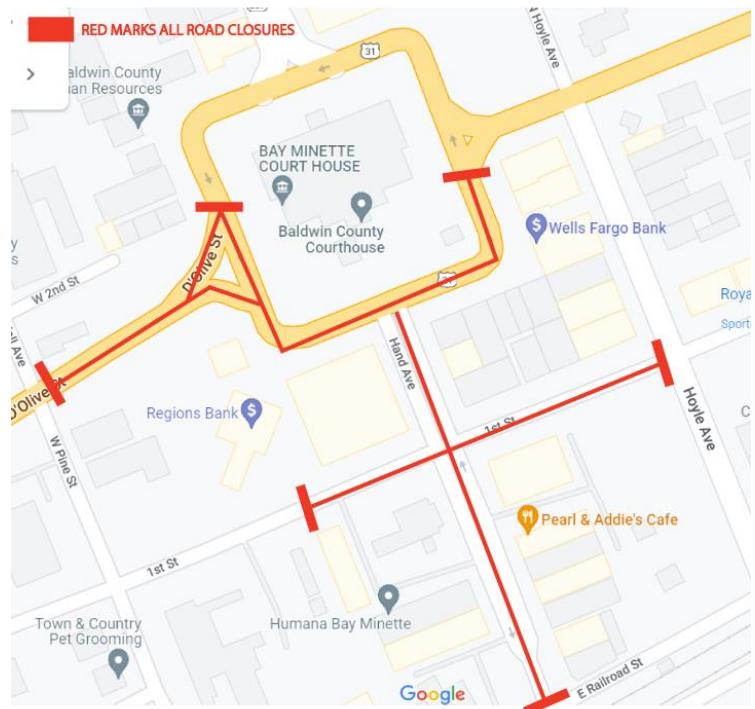 RED MARKS ALL ROAD CLOSURES
31
N Hoyle Ave
Baldwin County
an Resources
BAY MINETTE
COURT HOUSE
Baldwin County
Courthouse
Wells Fargo Bank
D'Olive St
W 2nd St
Roya
Sports
Hand Ave
D'Olive St
Regions Bank
1st St
Hoyle Ave
W Pine St
Pearl & Addie's Cafe
1st St
Humana Bay Minette
Town & Country
Pet Grooming
E Railroad St
Google